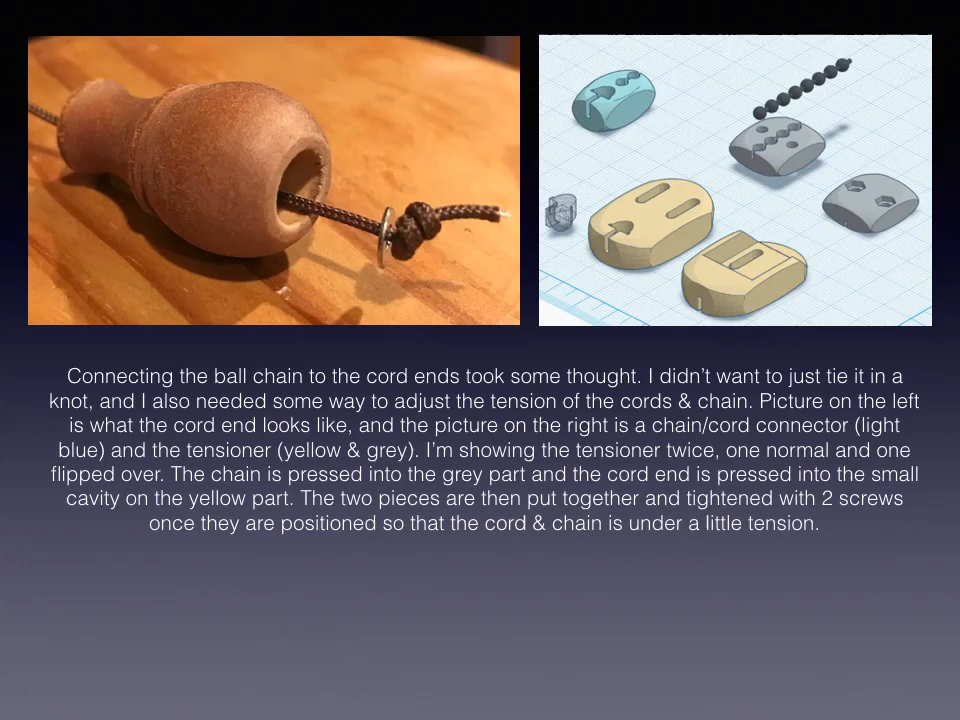 Connecting the ball chain to the cord ends took some thought. I didn’t want to just tie it in a
knot, and I also needed some way to adjust the tension of the cords & chain. Picture on the left
is what the cord end looks like, and the picture on the right is a chain/cord connector (light
blue) and the tensioner (yellow & grey). I’m showing the tensioner twice, one normal and one
flipped over. The chain is pressed into the grey part and the cord end is pressed into the small
cavity on the yellow part. The two pieces are then put together and tightened with 2 screws
once they are positioned so that the cord & chain is under a little tension.